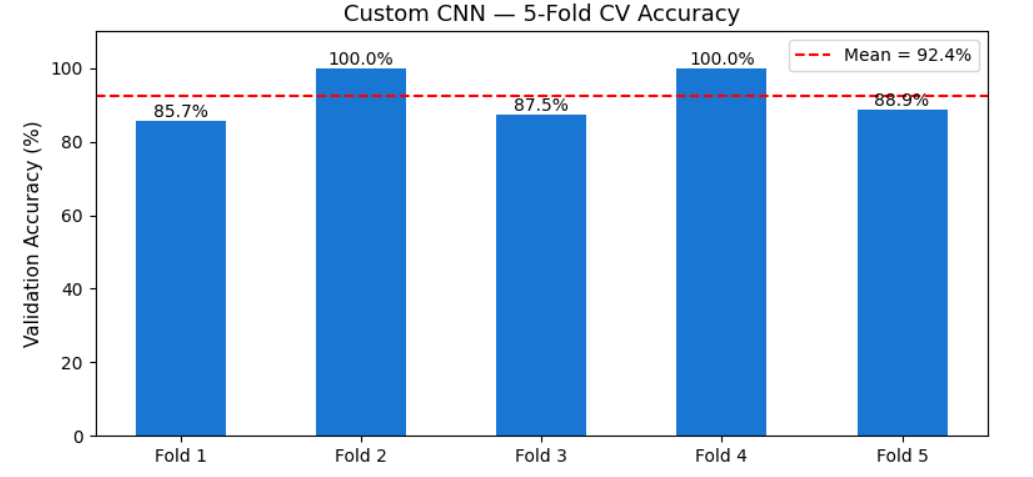 Custom CNN — 5-Fold CV Accuracy
Mean = 92.4%
100.0%
100.0%
85.7%
87.5%
88.9%
Validation Accuracy (%)
100
80
60
40
20
0
Fold 1
Fold 2
Fold 3
Fold 4
Fold 5